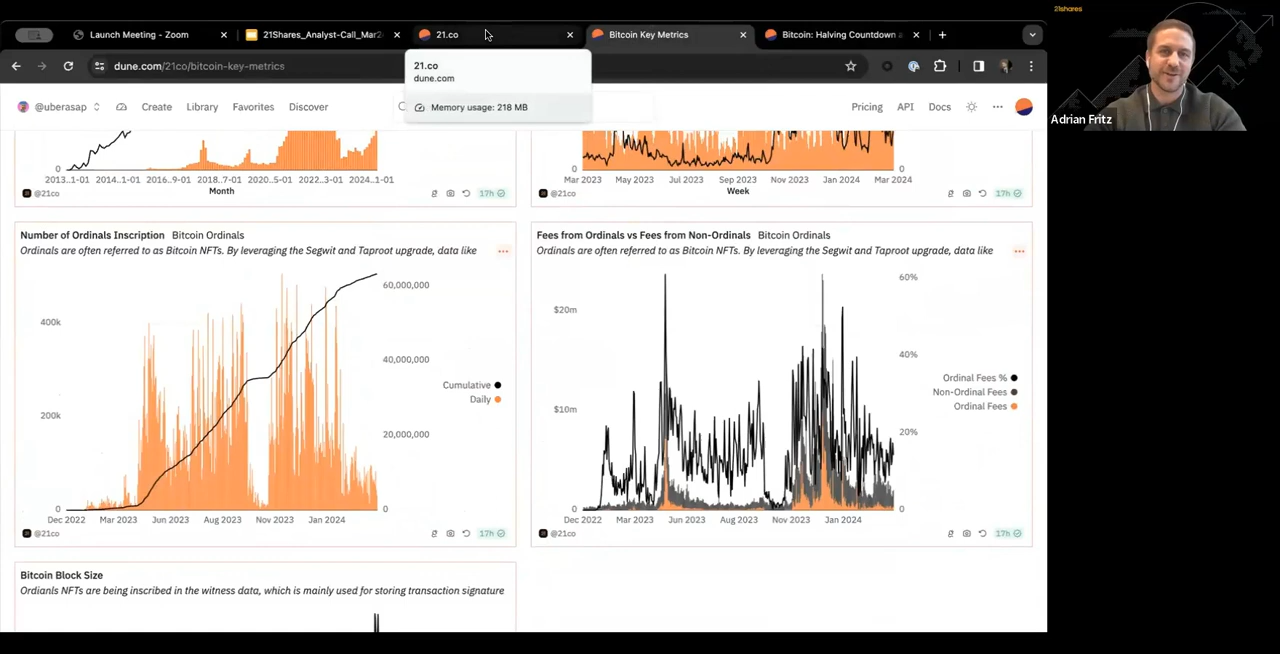 21shares
Launch Meeting - Zoom
21Shares_Analyst-Call_Mar2
21.co
Bitcoin Key Metrics
Bitcoin: Halving Countdown
21.co
dune.com
Memory usage: 218 MB
dune.com/21co/bitcoin-key-metrics
@uberasap
Create
Library
Favorites
Discover
Pricing
API
Docs
Adrian Fritz
0
2013..1-01 2014..1-01 2016..9-01 2018..7-01 2020..5-01 2022..3-01 2024..1-01
Month
@21co
17h
0
0
Mar 2023 May 2023 Jul 2023 Sep 2023 Nov 2023 Jan 2024 Mar 2024
Week
@21co
17h
Number of Ordinals Inscription Bitcoin Ordinals
Ordinals are often referred to as Bitcoin NFTs. By leveraging the Segwit and Taproot upgrade, data like
400k
200k
0
60,000,000
40,000,000
20,000,000
0
Cumulative
Daily
Dec 2022 Mar 2023 Jun 2023 Aug 2023 Nov 2023 Jan 2024
@21co
17h
Fees from Ordinals vs Fees from Non-Ordinals Bitcoin Ordinals
Ordinals are often referred to as Bitcoin NFTs. By leveraging the Segwit and Taproot upgrade, data like
$20m
$10m
0
60%
40%
20%
0
Ordinal Fees %
Non-Ordinal Fees
Ordinal Fees
Dec 2022 Mar 2023 Jun 2023 Aug 2023 Nov 2023 Jan 2024
@21co
17h
Bitcoin Block Size
Ordianls NFTs are being inscribed in the witness data, which is mainly used for storing transaction signature